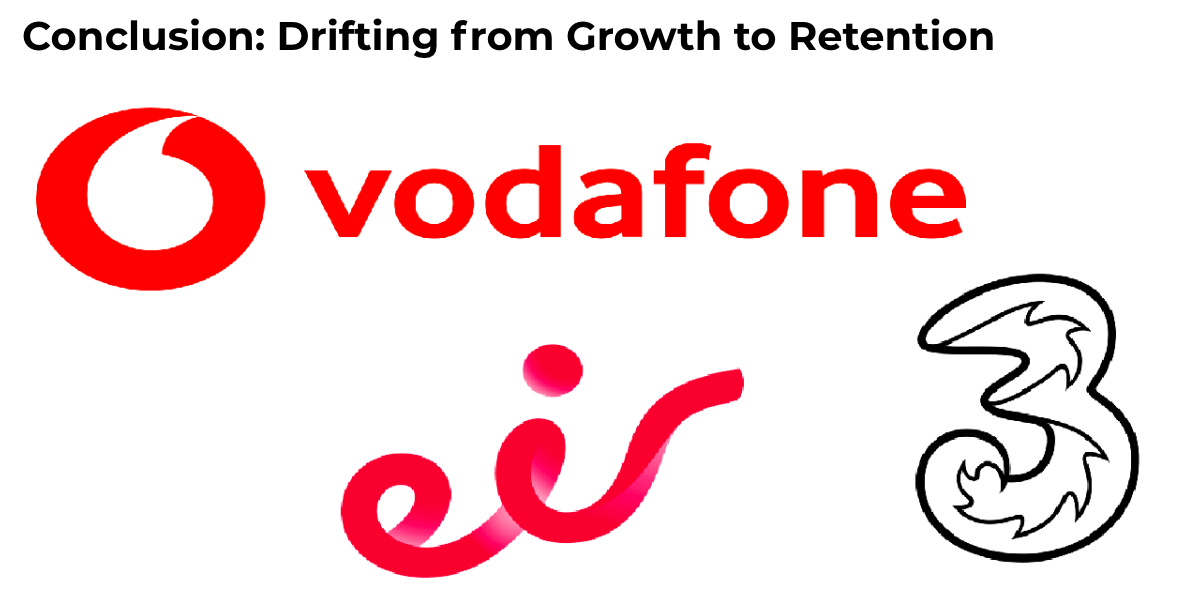 Conclusion: Drifting from Growth to Retention
vodafone
eir
3